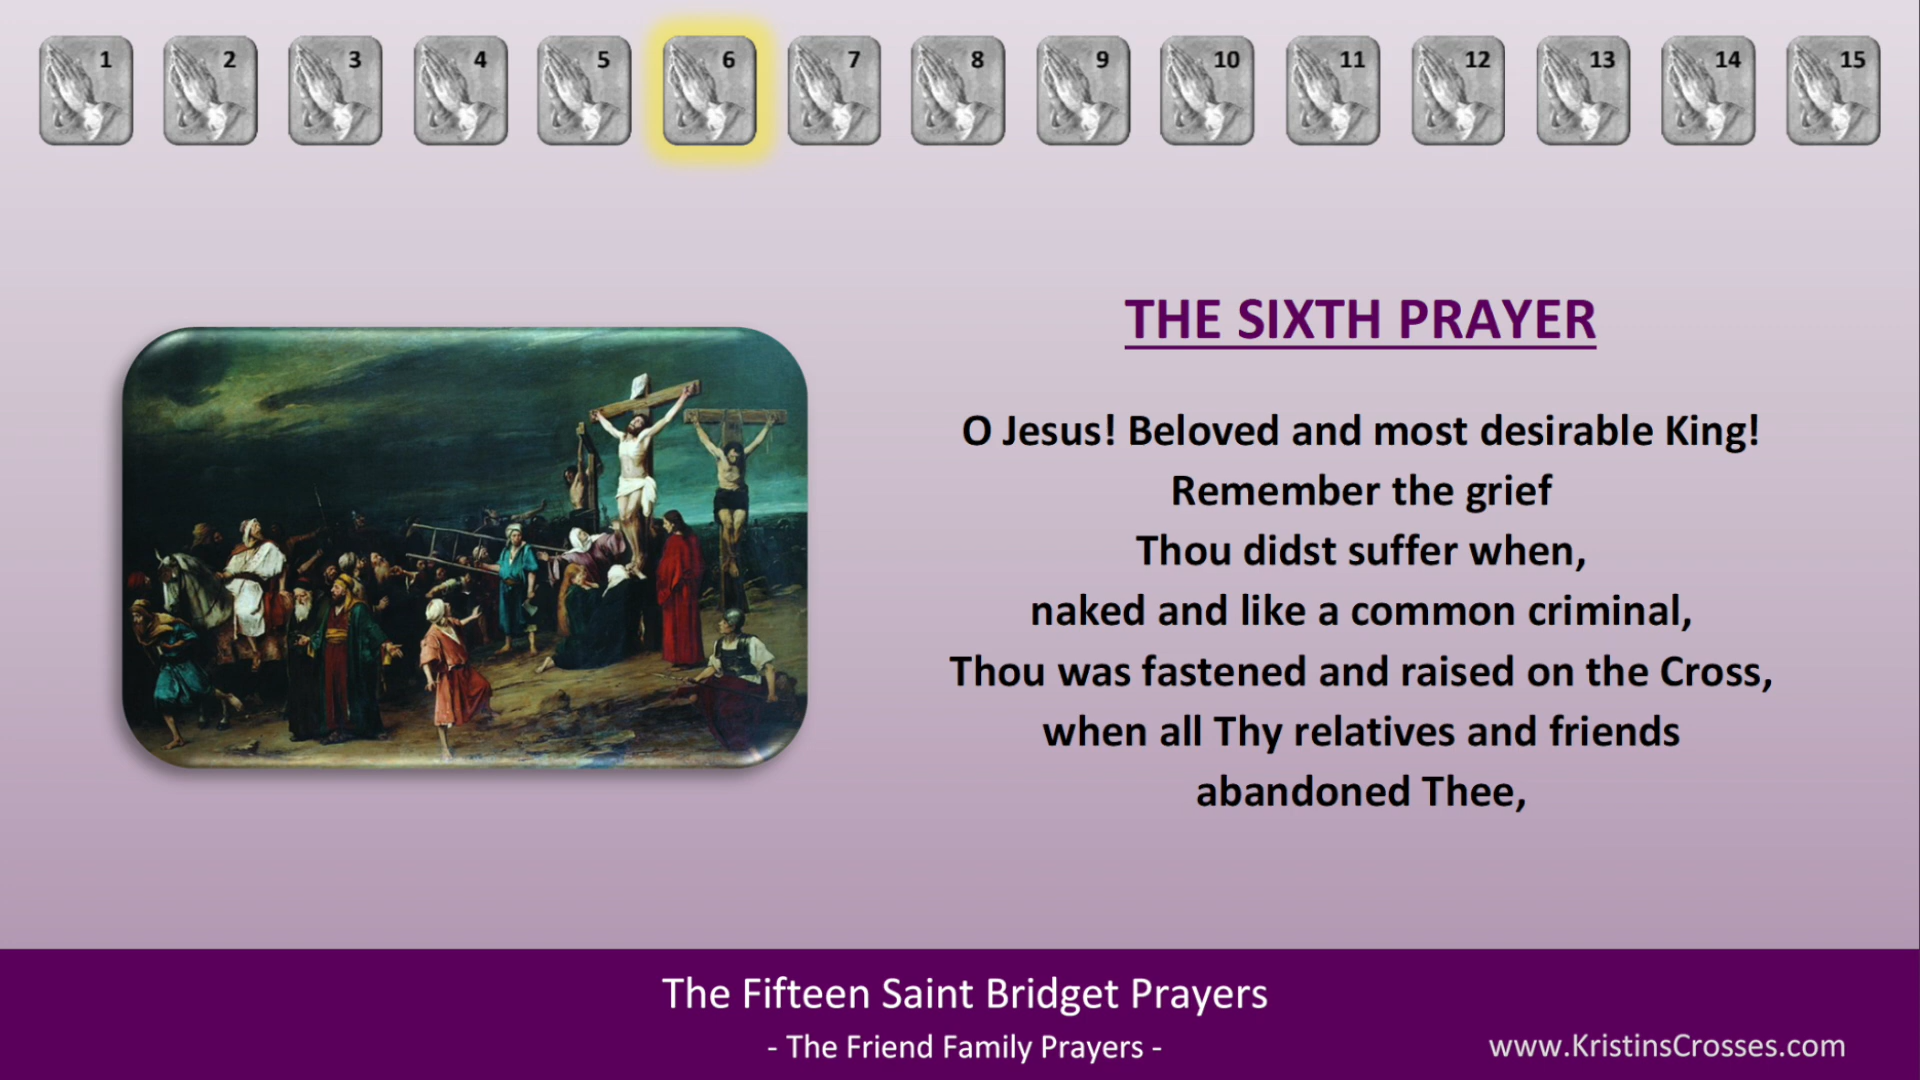 1 2 3 4 5 6 7 8 9 10 11 12 13 14 15
THE SIXTH PRAYER
O Jesus! Beloved and most desirable King!
Remember the grief
Thou didst suffer when,
naked and like a common criminal,
Thou was fastened and raised on the Cross,
when all Thy relatives and friends
abandoned Thee,
The Fifteen Saint Bridget Prayers
- The Friend Family Prayers -
www.KristinsCrosses.com